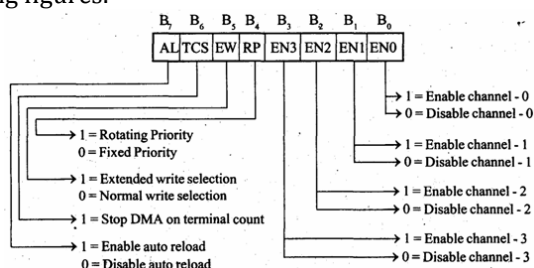 ng figures.
B₇ B₆ B₅ B₄ B₃ B₂ B₁ B₀
AL TCS EW RP EN3 EN2 EN1 EN0
1 = Enable channel - 0
0 = Disable channel - 0
1 = Rotating Priority
0 = Fixed Priority
1 = Enable channel - 1
0 = Disable channel - 1
1 = Extended write selection
0 = Normal write selection
1 = Enable channel - 2
0 = Disable channel - 2
1 = Stop DMA on terminal count
1 = Enable auto reload
0 = Disable auto reload
1 = Enable channel - 3
0 = Disable channel - 3